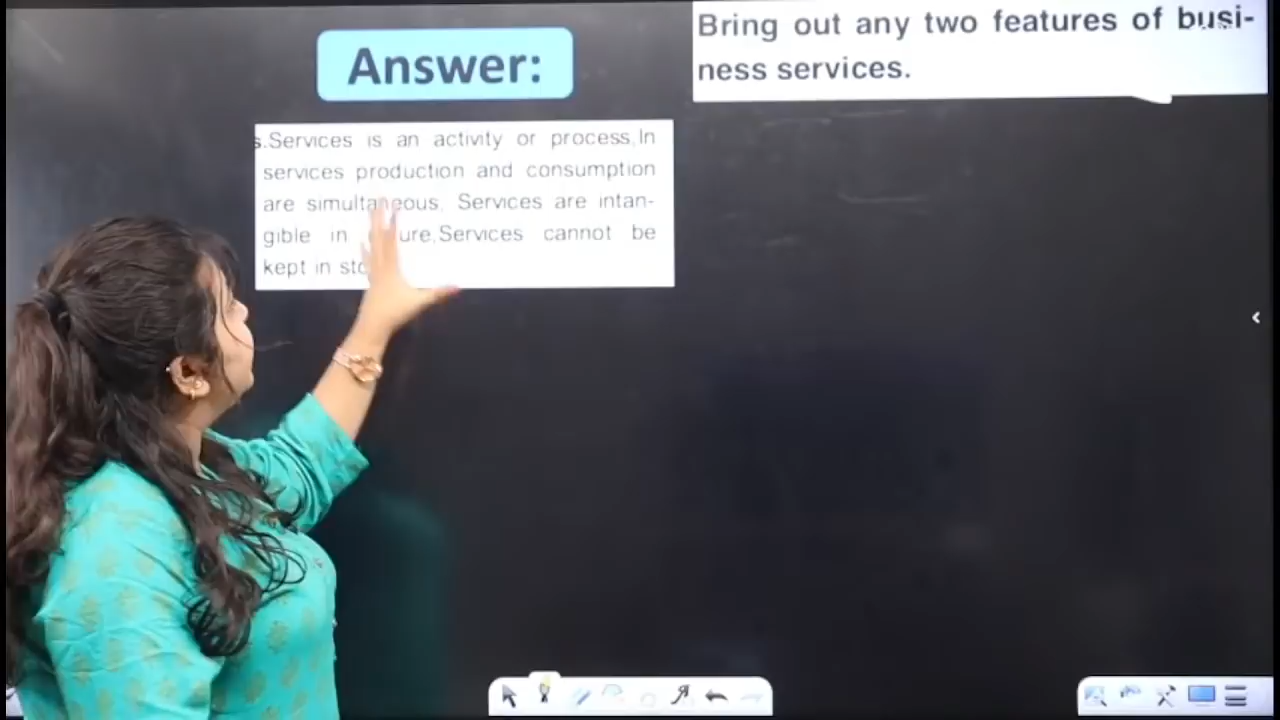 Answer:
Bring out any two features of busi-
ness services.
s.Services is an activity or process,In
services production and consumption
are simultaneous. Services are intan-
gible in ure,Services cannot be
kept in sto